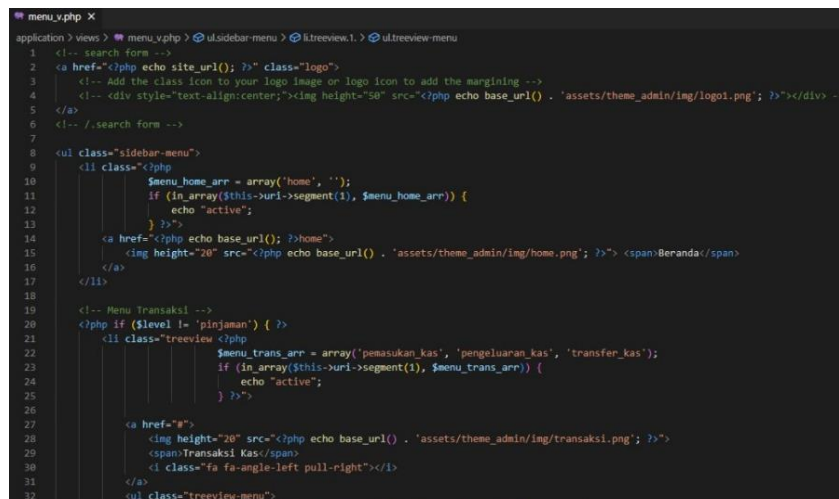 menu_v.php ×
application > views > menu_v.php > ul.sidebar-menu > li.treeview.1. > ul.treeview-menu
1 <!-- search form -->
2 <a href="<?php echo site_url(); ?>" class="logo">
3 <!-- Add the class icon to your logo image or logo icon to add the margining -->
4 <!-- <div style="text-align:center;"><img height="50" src="<?php echo base_url() . 'assets/theme_admin/img/logo1.png'; ?>"></div> -
5 </a>
6 <!-- /.search form -->
7
8 <ul class="sidebar-menu">
9 <li class="<?php
10 $menu_home_arr = array('home', '');
11 if (in_array($this->uri->segment(1), $menu_home_arr)) {
12 echo "active";
13 } ?>">
14 <a href="<?php echo base_url(); ?>home">
15 <img height="20" src="<?php echo base_url() . 'assets/theme_admin/img/home.png'; ?>"> <span>Beranda</span>
16 </a>
17 </li>
18
19 <!-- Menu Transaksi -->
20 <?php if ($level != 'pinjaman') { ?>
21 <li class="treeview <?php
22 $menu_trans_arr = array('pemasukan_kas', 'pengeluaran_kas', 'transfer_kas');
23 if (in_array($this->uri->segment(1), $menu_trans_arr)) {
24 echo "active";
25 } ?>">
26
27 <a href="#">
28 <img height="20" src="<?php echo base_url() . 'assets/theme_admin/img/transaksi.png'; ?>">
29 <span>Transaksi Kas</span>
30 <i class="fa fa-angle-left pull-right"></i>
31 </a>
32 <ul class="treeview-menu">